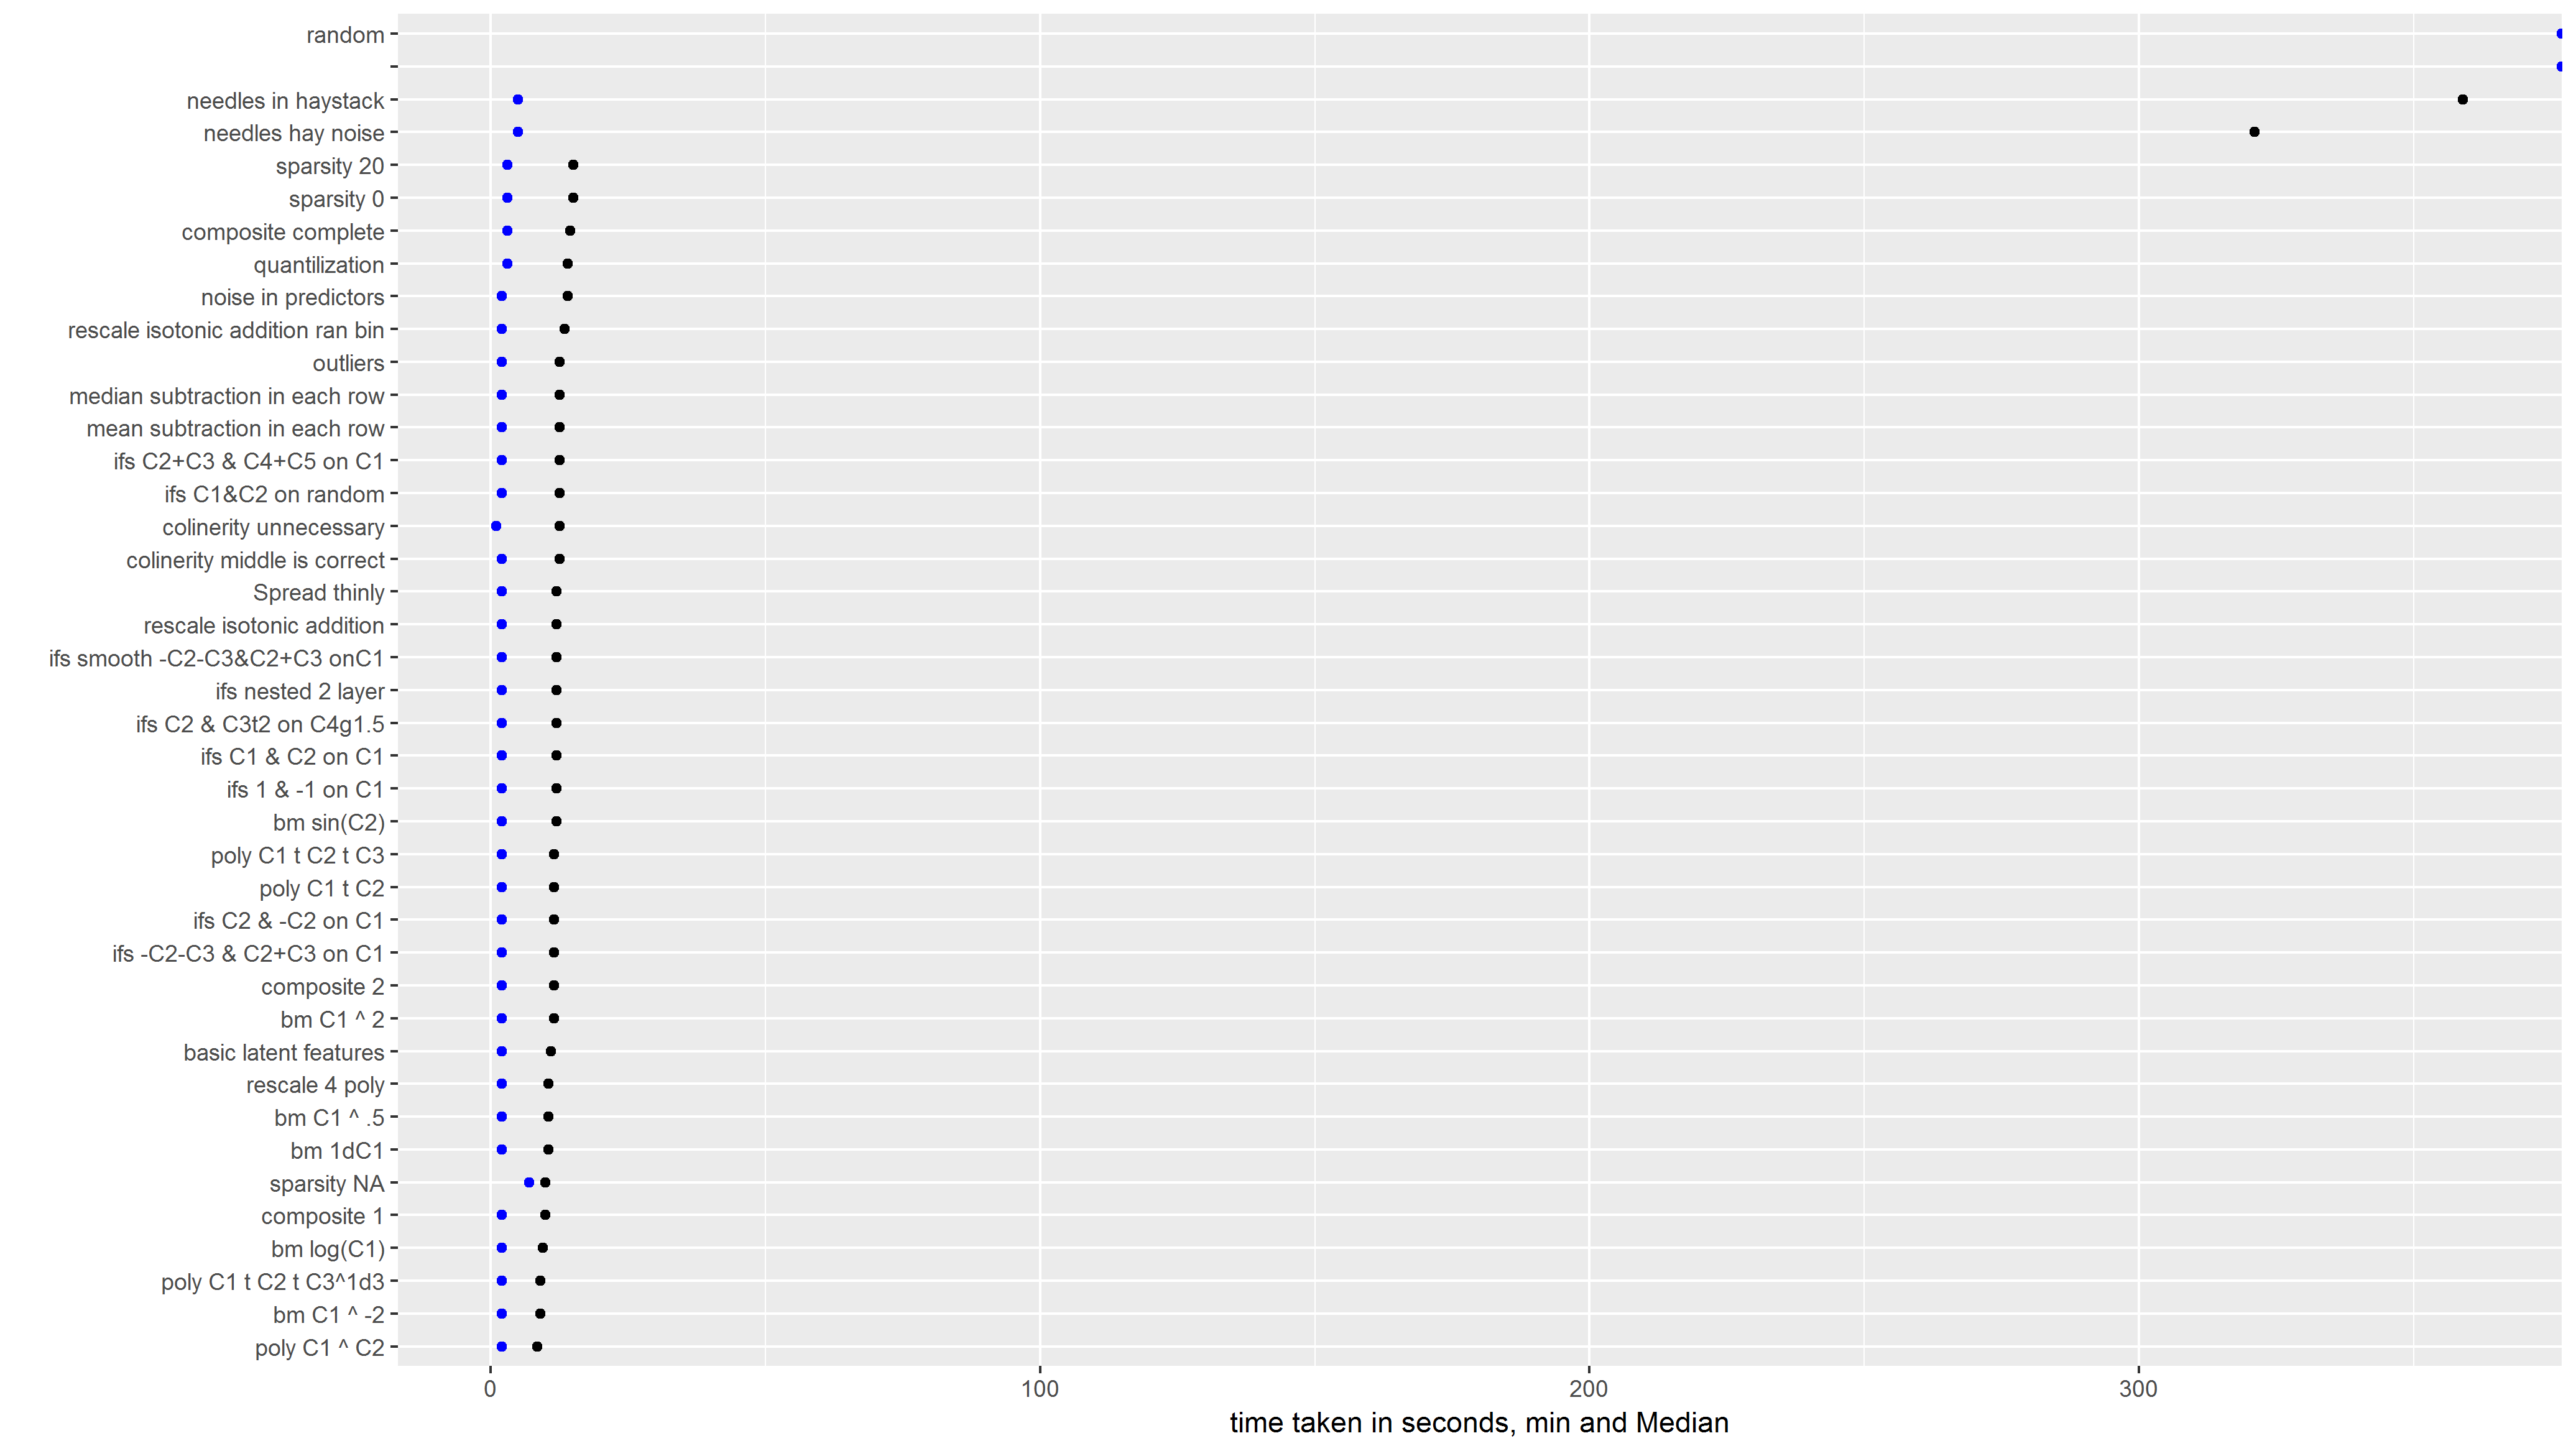 random
needles in haystack
needles hay noise
sparsity 20
sparsity 0
composite complete
quantilization
noise in predictors
rescale isotonic addition ran bin
outliers
median subtraction in each row
mean subtraction in each row
ifs C2+C3 & C4+C5 on C1
ifs C1&C2 on random
colinerity unnecessary
colinerity middle is correct
Spread thinly
rescale isotonic addition
ifs smooth -C2-C3&C2+C3 onC1
ifs nested 2 layer
ifs C2 & C3t2 on C4g1.5
ifs C1 & C2 on C1
ifs 1 & -1 on C1
bm sin(C2)
poly C1 t C2 t C3
poly C1 t C2
ifs C2 & -C2 on C1
ifs -C2-C3 & C2+C3 on C1
composite 2
bm C1 ^ 2
basic latent features
rescale 4 poly
bm C1 ^ .5
bm 1dC1
sparsity NA
composite 1
bm log(C1)
poly C1 t C2 t C3^1d3
bm C1 ^ -2
poly C1 ^ C2
0 100 200 300
time taken in seconds, min and Median